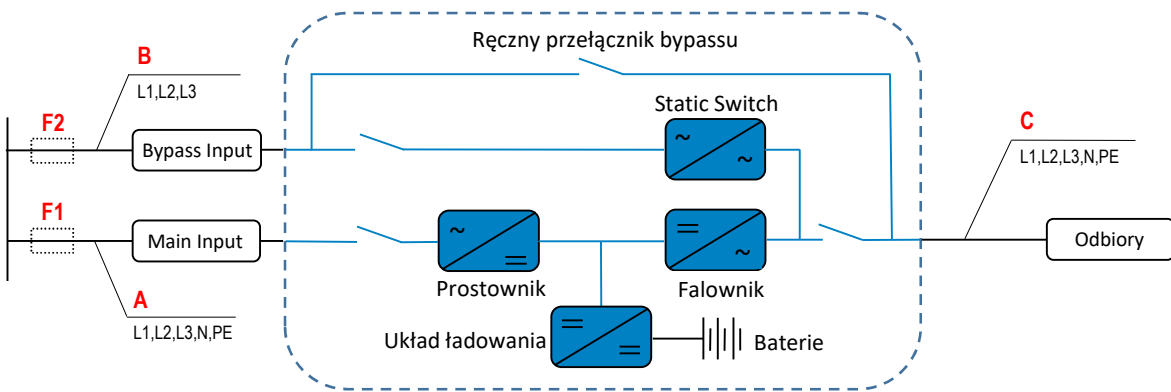 Ręczny przełącznik bypassu
B
L1,L2,L3
Static Switch
F2
Bypass Input
~
~
C
L1,L2,L3,N,PE
F1
Main Input
~
~
Odbiory
Prostownik
Falownik
A
L1,L2,L3,N,PE
Układ ładowania
Baterie